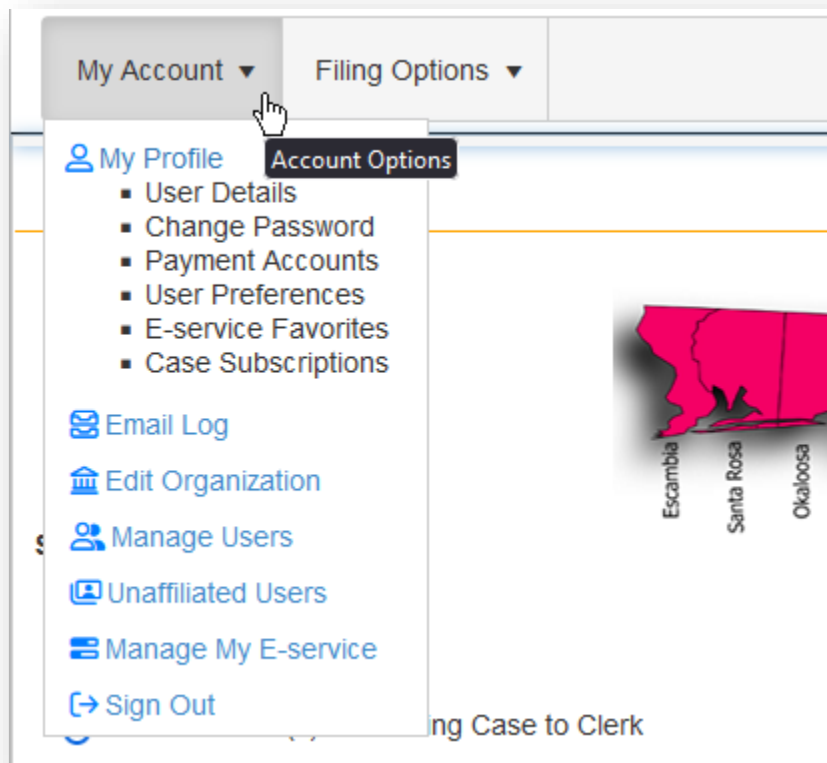 My Account ▼ Filing Options ▼
My Profile
Account Options
▪ User Details
▪ Change Password
▪ Payment Accounts
▪ User Preferences
▪ E-service Favorites
▪ Case Subscriptions
Email Log
Edit Organization
Manage Users
Unaffiliated Users
Manage My E-service
Sign Out
Escambia
Santa Rosa
Okaloosa
ing Case to Clerk